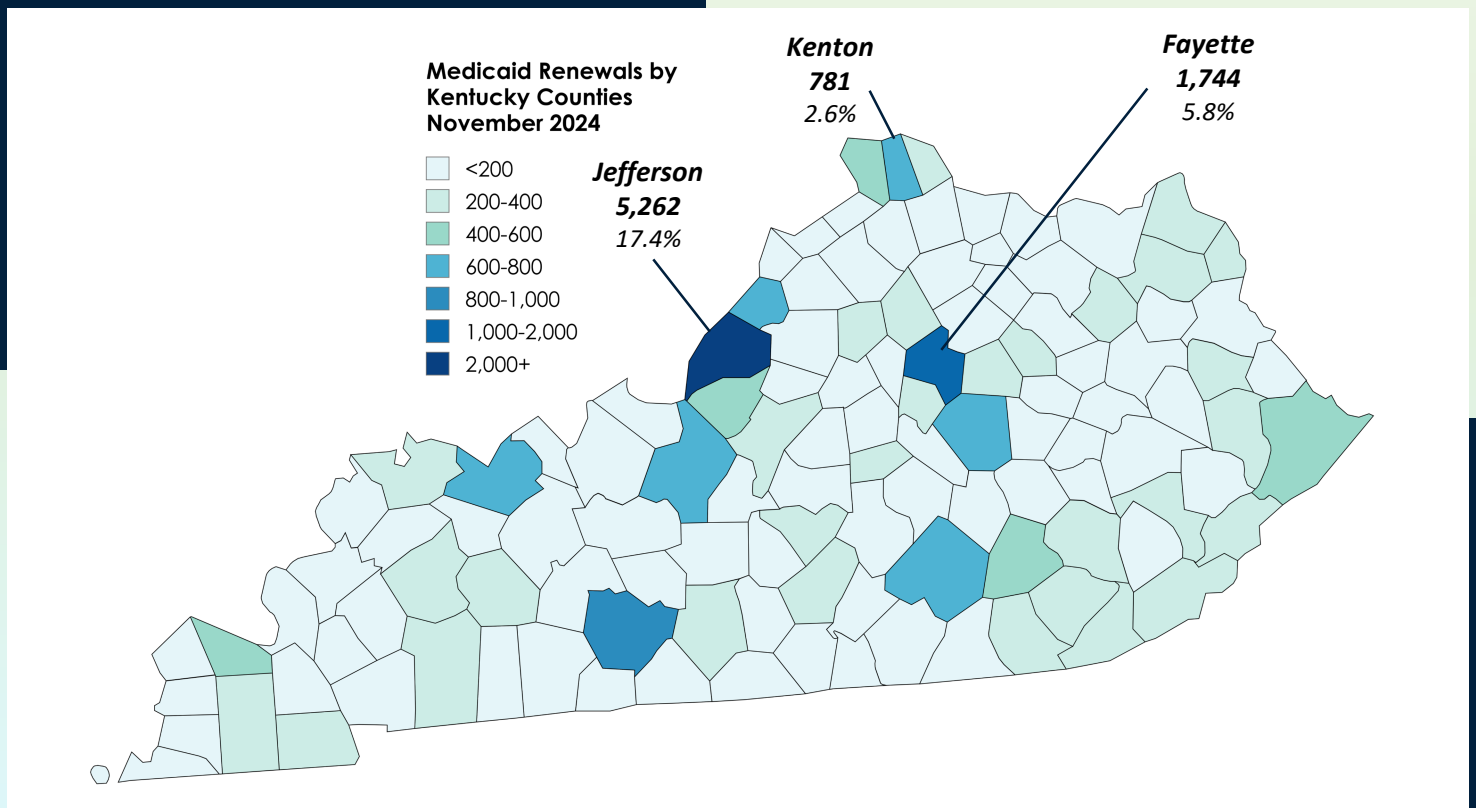 Medicaid Renewals by
Kentucky Counties
November 2024
<200
200-400
400-600
600-800
800-1,000
1,000-2,000
2,000+
Jefferson
5,262
17.4%
Kenton
781
2.6%
Fayette
1,744
5.8%